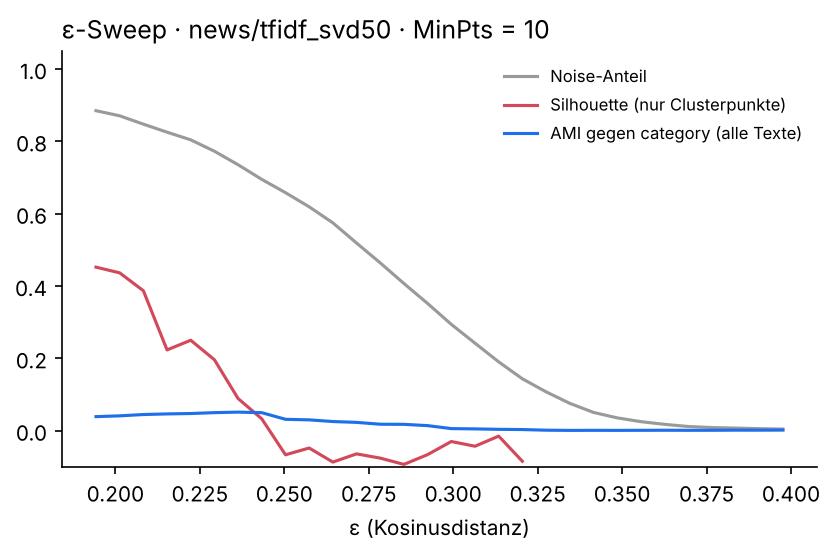 ε-Sweep · news/tfidf_svd50 · MinPts = 10
Noise-Anteil
Silhouette (nur Clusterpunkte)
AMI gegen category (alle Texte)
1.0
0.8
0.6
0.4
0.2
0.0
0.200 0.225 0.250 0.275 0.300 0.325 0.350 0.375 0.400
ε (Kosinusdistanz)